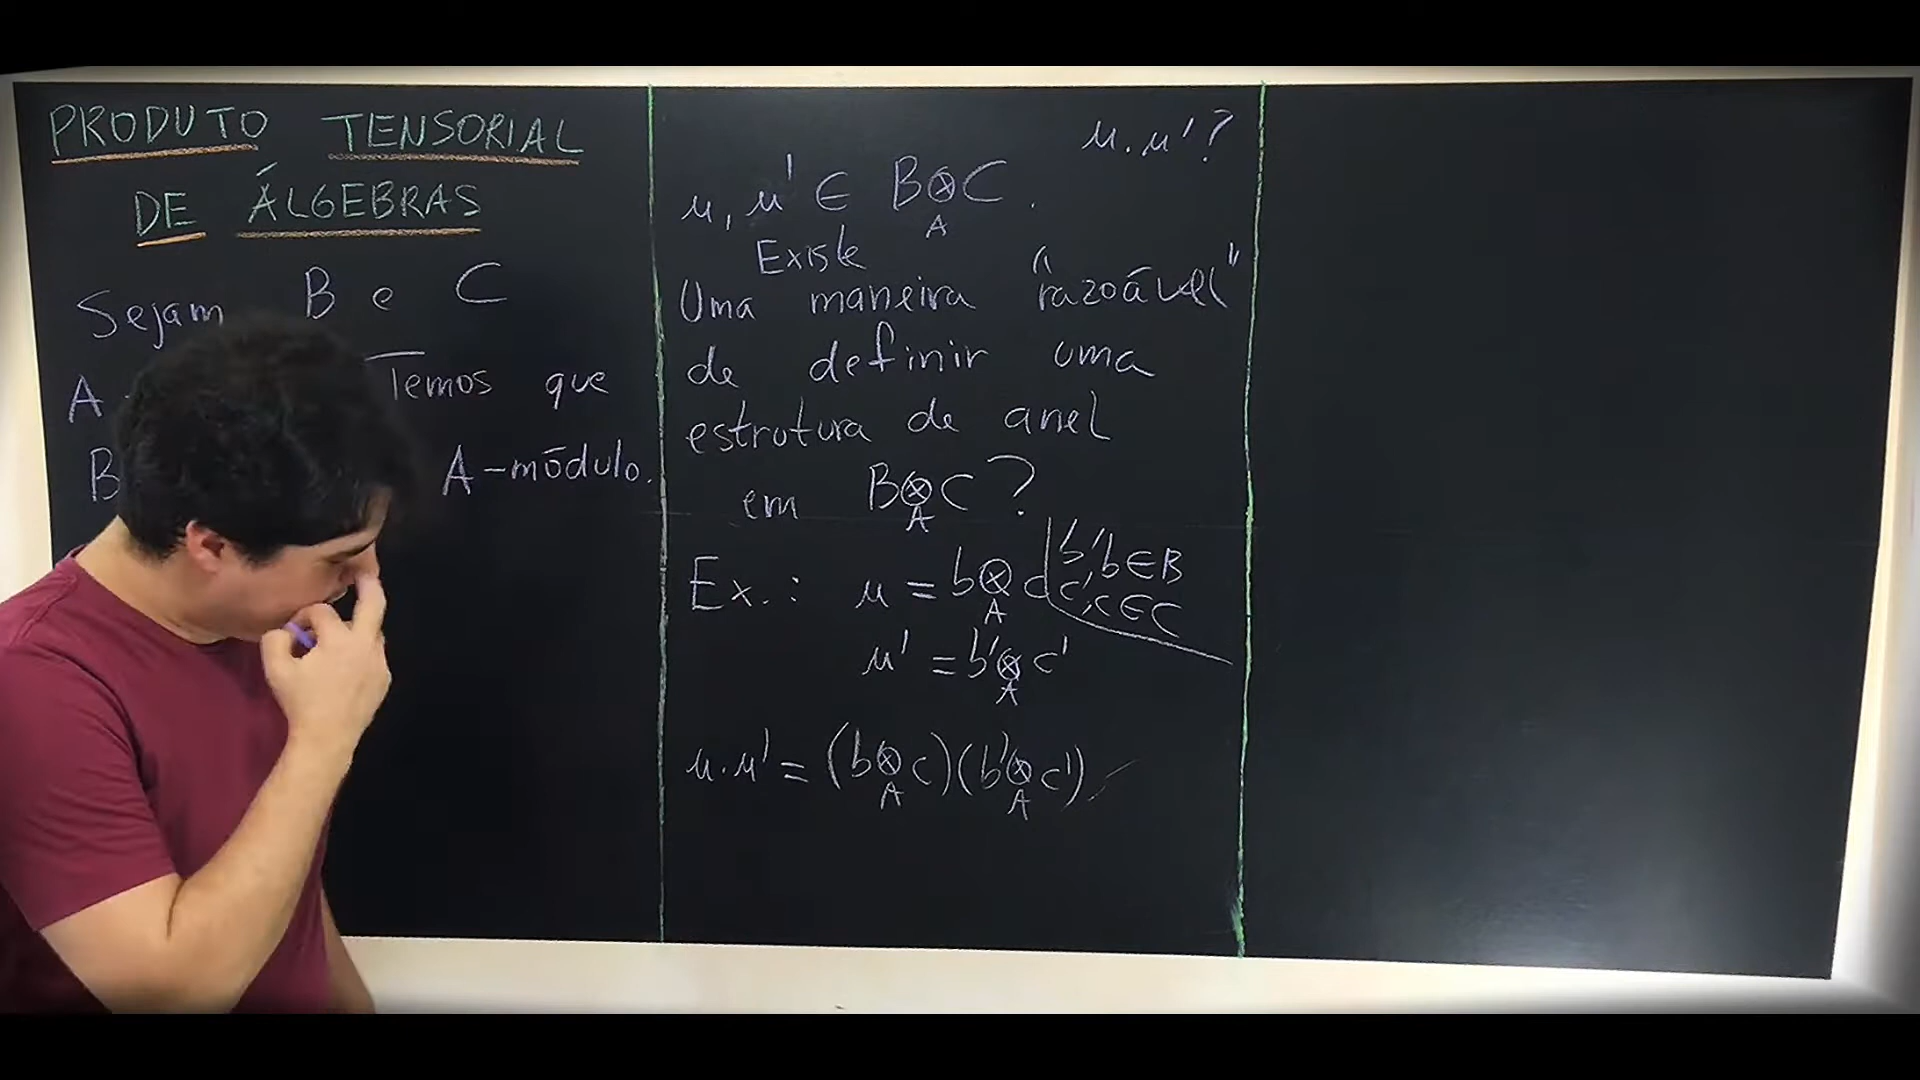 PRODUTO TENSORIAL
DE ÁLGEBRAS
Sejam B e C
A Temos que
B A-módulo.
μ.μ'?
μ, μ' ∈ B⊗C.
A
Existe
Uma maneira "razoável"
de definir uma
estrutura de anel
em B⊗C?
A
Ex.: μ = b⊗c
A
b',b∈B
c',c∈C
μ' = b'⊗c'
A
μ.μ' = (b⊗c)(b'⊗c')
A A